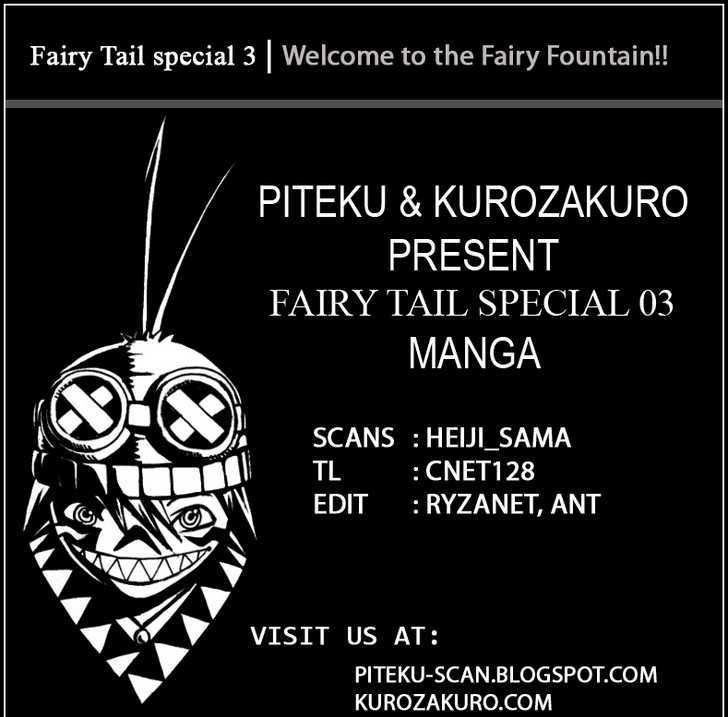 Fairy Tail special 3 | Welcome to the Fairy Fountain!!
PITEKU & KUROZAKURO
PRESENT
FAIRY TAIL SPECIAL 03
MANGA
SCANS : HEIJI_SAMA
TL : CNET128
EDIT : RYZANET, ANT
VISIT US AT:
PITEKU-SCAN.BLOGSPOT.COM
KUROZAKURO.COM